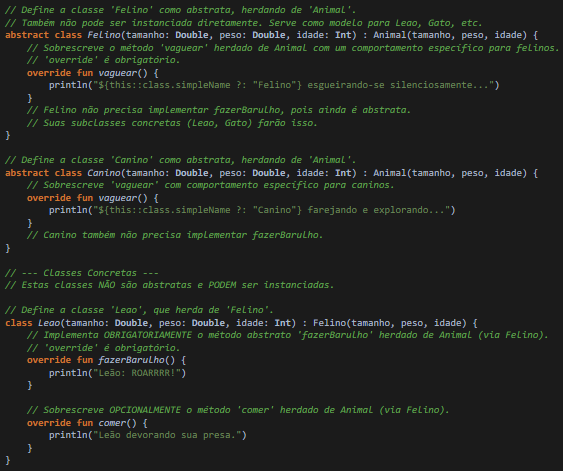 // Define a classe 'Felino' como abstrata, herdando de 'Animal'.
// Também não pode ser instanciada diretamente. Serve como modelo para Leao, Gato, etc.
abstract class Felino(tamanho: Double, peso: Double, idade: Int) : Animal(tamanho, peso, idade) {
    // Sobrescreve o método 'vaguear' herdado de Animal com um comportamento específico para felinos.
    // 'override' é obrigatório.
    override fun vaguear() {
        println("${this::class.simpleName ?: "Felino"} esgueirando-se silenciosamente...")
    }
    // Felino não precisa implementar fazerBarulho, pois ainda é abstrata.
    // Suas subclasses concretas (Leao, Gato) farão isso.
}

// Define a classe 'Canino' como abstrata, herdando de 'Animal'.
abstract class Canino(tamanho: Double, peso: Double, idade: Int) : Animal(tamanho, peso, idade) {
    // Sobrescreve 'vaguear' com comportamento específico para caninos.
    override fun vaguear() {
        println("${this::class.simpleName ?: "Canino"} farejando e explorando...")
    }
    // Canino também não precisa implementar fazerBarulho.
}

// --- Classes Concretas ---
// Estas classes NÃO são abstratas e PODEM ser instanciadas.

// Define a classe 'Leao', que herda de 'Felino'.
class Leao(tamanho: Double, peso: Double, idade: Int) : Felino(tamanho, peso, idade) {
    // Implementa OBRIGATORIAMENTE o método abstrato 'fazerBarulho' herdado de Animal (via Felino).
    // 'override' é obrigatório.
    override fun fazerBarulho() {
        println("Leão: ROARRRR!")
    }

    // Sobrescreve OPCIONALMENTE o método 'comer' herdado de Animal (via Felino).
    override fun comer() {
        println("Leão devorando sua presa.")
    }
}